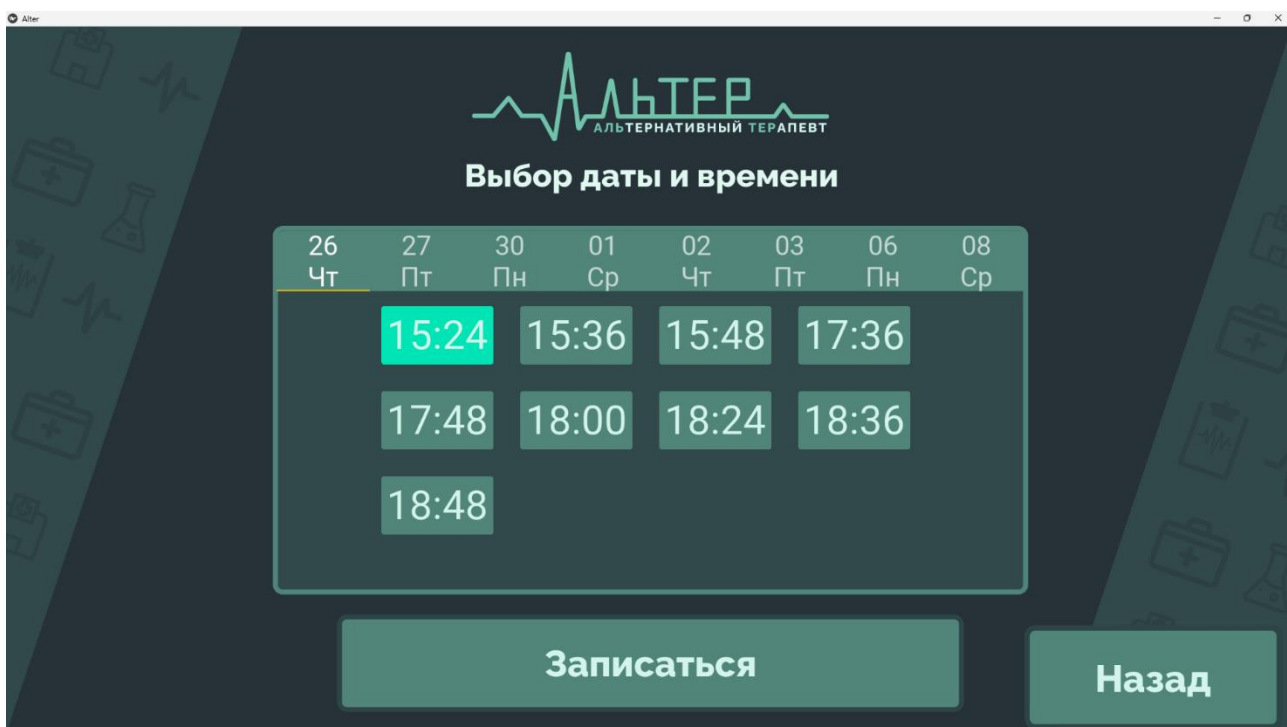 Alter
АЛЬТЕР
АЛЬТЕРНАТИВНЫЙ ТЕРАПЕВТ
Выбор даты и времени
26 27 30 01 02 03 06 08
Чт Пт Пн Ср Чт Пт Пн Ср
15:24 15:36 15:48 17:36
17:48 18:00 18:24 18:36
18:48
Записаться
Назад